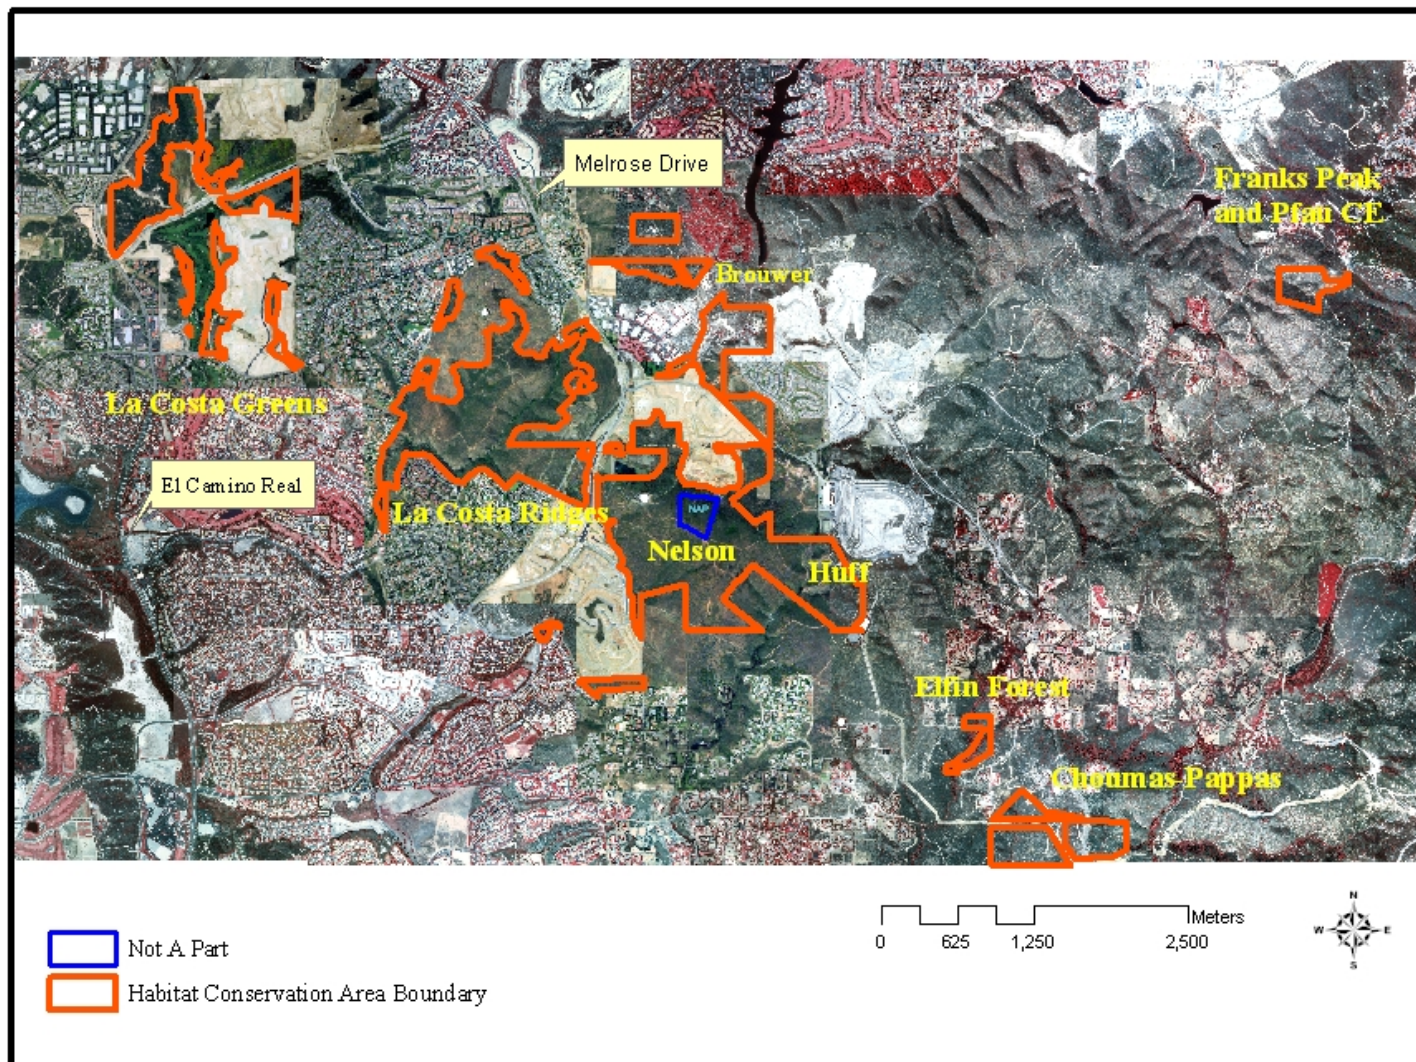 Melrose Drive
Franks Peak
and Pfau CE
Brouwer
La Costa Greens
El Camino Real
La Costa Ridges
NAP
Nelson
Huff
Elfin Forest
Choumas-Pappas
Not A Part
Habitat Conservation Area Boundary
Meters
0 625 1,250 2,500
N
W E
S